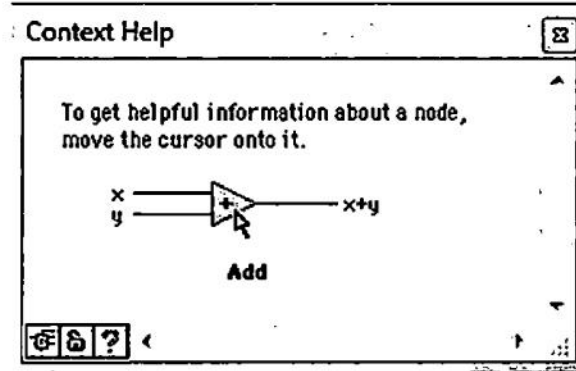 Context Help
To get helpful information about a node,
move the cursor onto it.
x
y
+
x+y
Add
?